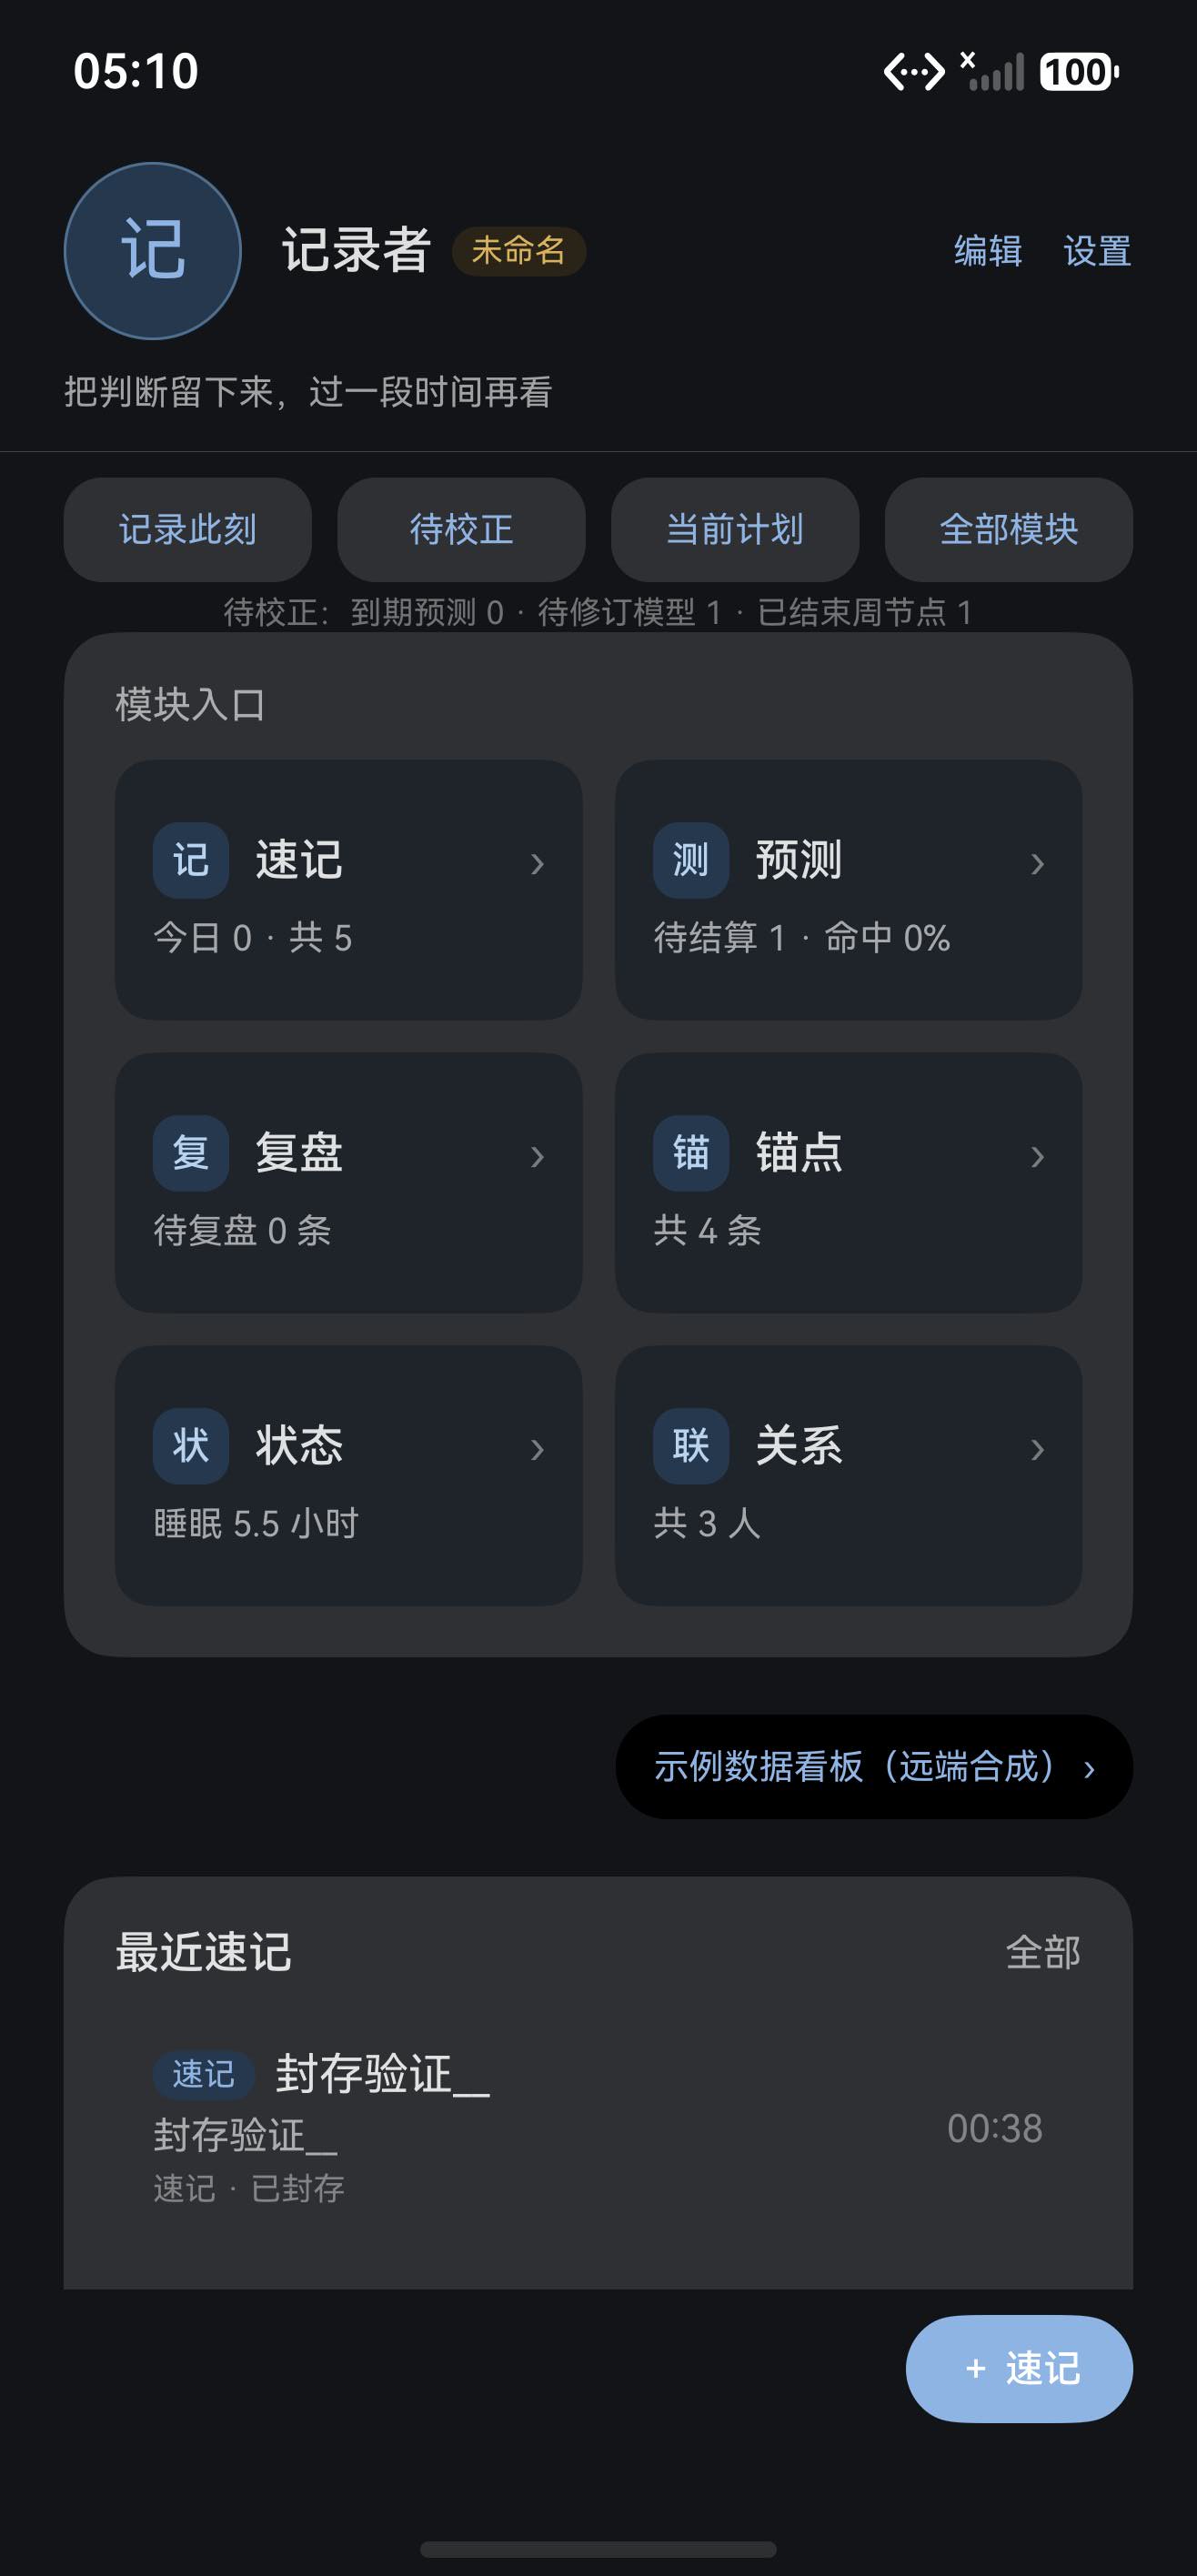 05:10
100
记
记录者 未命名 编辑 设置
把判断留下来，过一段时间再看
记录此刻 待校正 当前计划 全部模块
待校正：到期预测 0 · 待修订模型 1 · 已结束周节点 1
模块入口
记 速记 ›
今日 0 · 共 5
测 预测 ›
待结算 1 · 命中 0%
复 复盘 ›
待复盘 0 条
锚 锚点 ›
共 4 条
状 状态 ›
睡眠 5.5 小时
联 关系 ›
共 3 人
示例数据看板（远端合成） ›
最近速记 全部
速记 封存验证__
封存验证__
00:38
速记 · 已封存
+ 速记